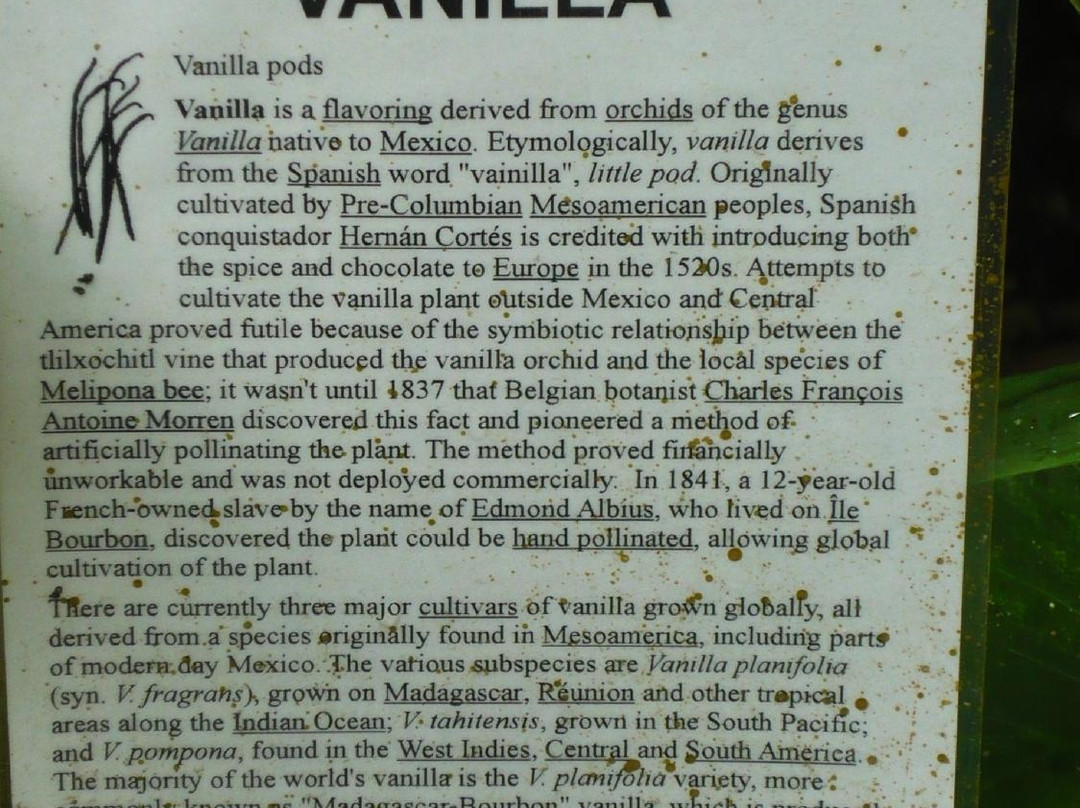 VANILLA
Vanilla pods
Vanilla is a flavoring derived from orchids of the genus
Vanilla native to Mexico. Etymologically, vanilla derives
from the Spanish word "vainilla", little pod. Originally
cultivated by Pre-Columbian Mesoamerican peoples, Spanish
conquistador Hernán Cortés is credited with introducing both
the spice and chocolate to Europe in the 1520s. Attempts to
cultivate the vanilla plant outside Mexico and Central
America proved futile because of the symbiotic relationship between the
tlilxochitl vine that produced the vanilla orchid and the local species of
Melipona bee; it wasn't until 1837 that Belgian botanist Charles François
Antoine Morren discovered this fact and pioneered a method of
artificially pollinating the plant. The method proved financially
unworkable and was not deployed commercially. In 1841, a 12-year-old
French-owned slave by the name of Edmond Albius, who lived on Île
Bourbon, discovered the plant could be hand pollinated, allowing global
cultivation of the plant.
There are currently three major cultivars of vanilla grown globally, all
derived from a species originally found in Mesoamerica, including parts
of modern day Mexico. The various subspecies are Vanilla planifolia
(syn. V. fragrans), grown on Madagascar, Réunion and other tropical
areas along the Indian Ocean; V. tahitensis, grown in the South Pacific;
and V. pompona, found in the West Indies, Central and South America.
The majority of the world's vanilla is the V. planifolia variety, more
commonly known as "Madagascar-Bourbon" vanilla, which is